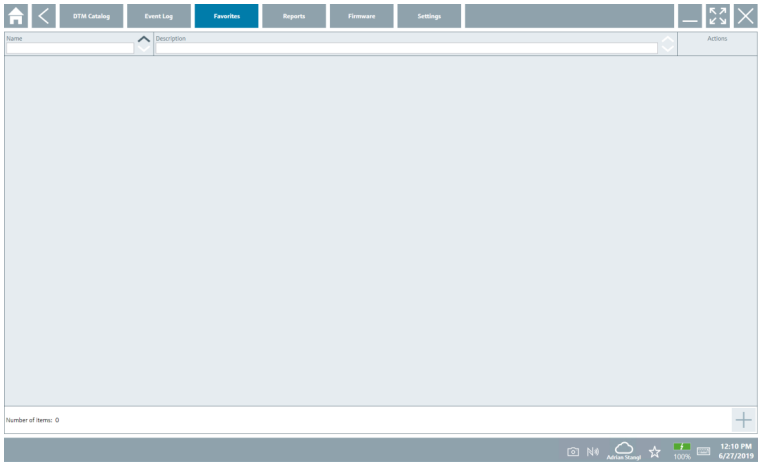 DTM Catalog Event Log Favorites Reports Firmware Settings
Name Description Actions
Number of items: 0
Adrian Stangl 100% 12:10 PM
6/27/2019